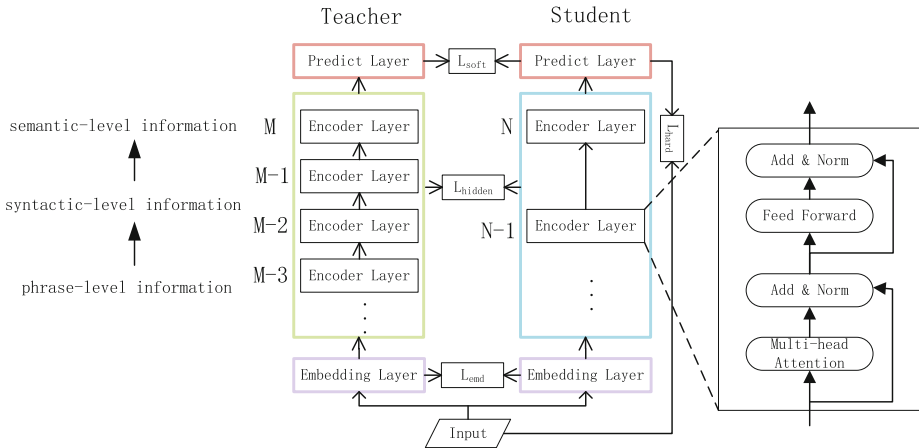 Teacher
Student
Predict Layer
L_soft
Predict Layer
semantic-level information
syntactic-level information
phrase-level information
M
Encoder Layer
M-1
Encoder Layer
M-2
Encoder Layer
M-3
Encoder Layer
...
L_hidden
N
Encoder Layer
N-1
Encoder Layer
...
L_hard
Embedding Layer
L_emd
Embedding Layer
Input
Add & Norm
Feed Forward
Add & Norm
Multi-head
Attention